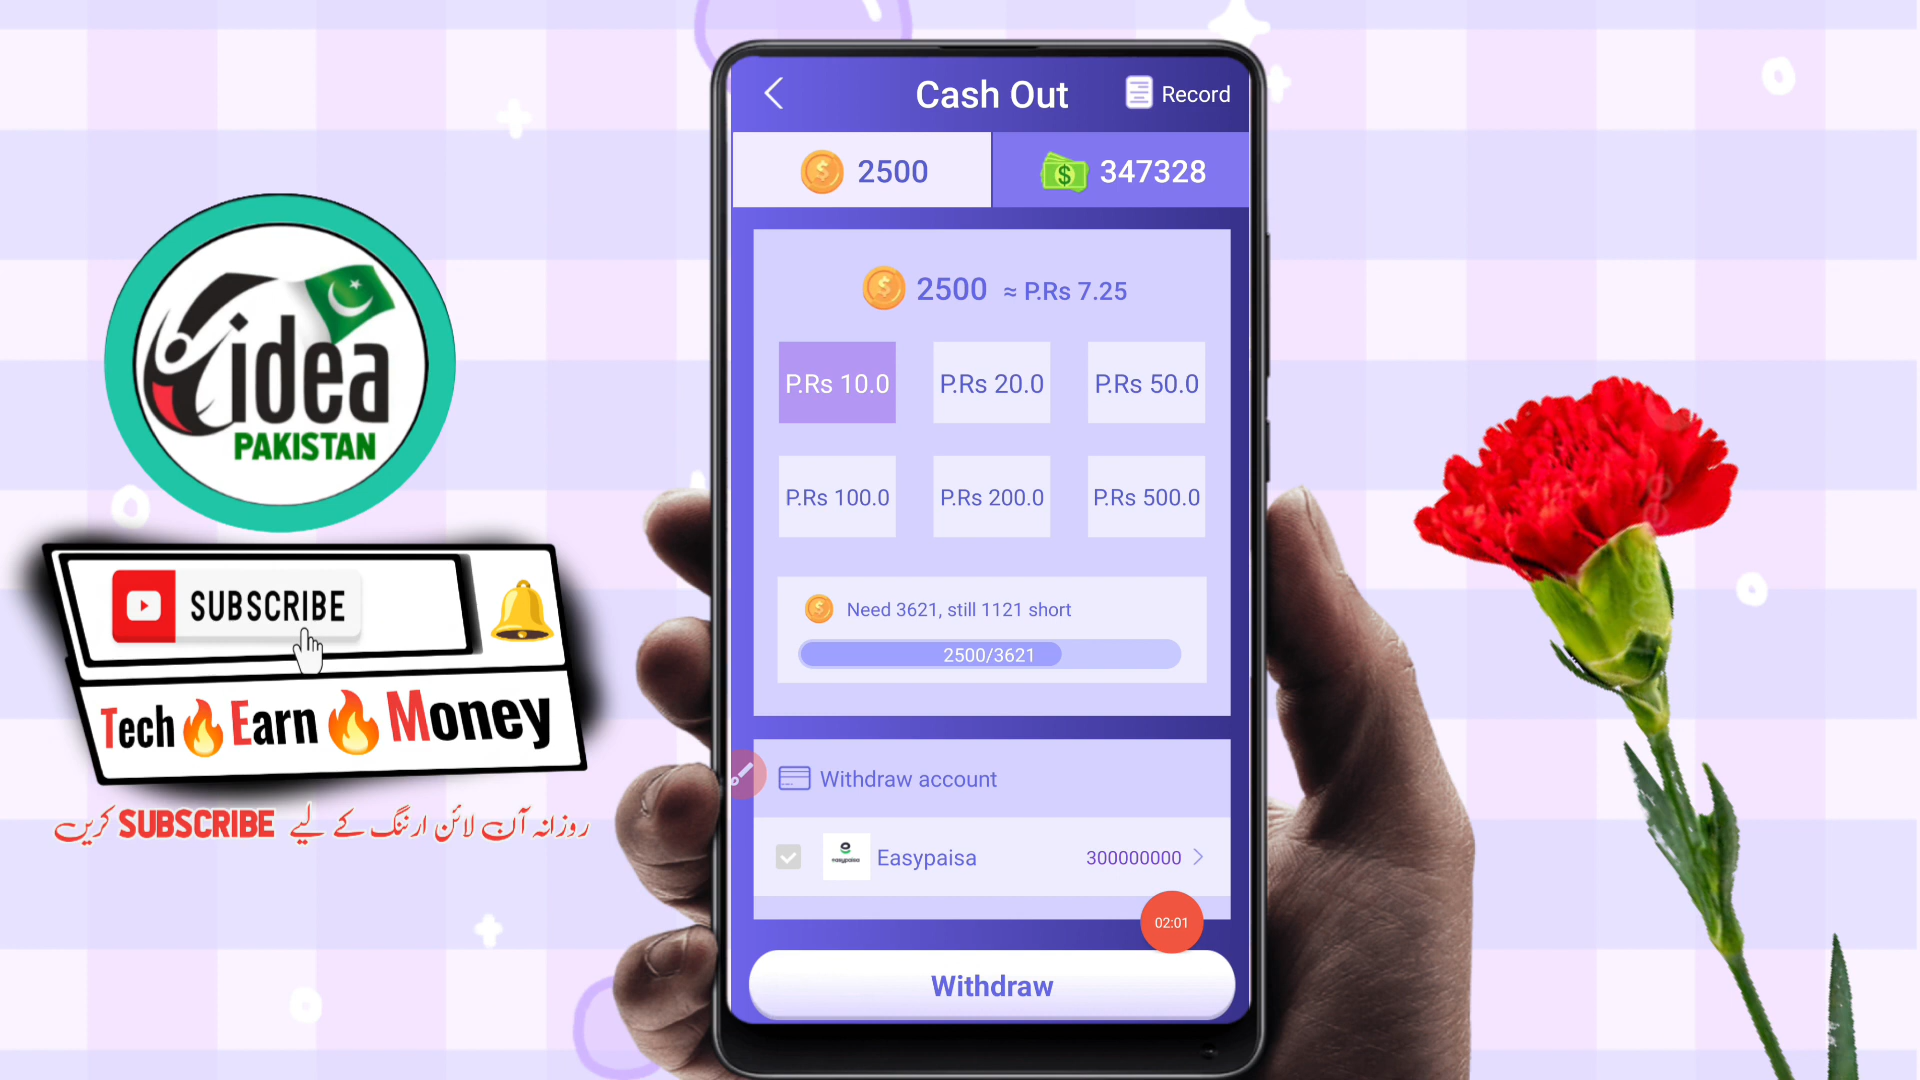 idea
PAKISTAN
SUBSCRIBE
Tech Earn Money
روزانہ آن لائن ارننگ کے لیے SUBSCRIBE کریں
Cash Out
Record
2500
347328
2500 ≈ P.Rs 7.25
P.Rs 10.0
P.Rs 20.0
P.Rs 50.0
P.Rs 100.0
P.Rs 200.0
P.Rs 500.0
Need 3621, still 1121 short
2500/3621
Withdraw account
easypaisa
Easypaisa
300000000
02:01
Withdraw